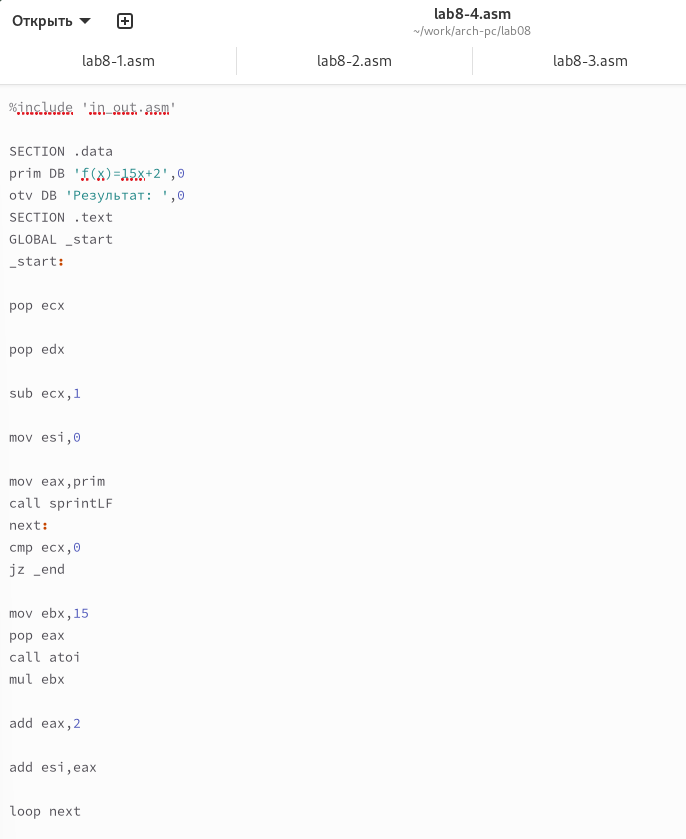 Открыть
lab8-4.asm
~/work/arch-pc/lab08
lab8-1.asm
lab8-2.asm
lab8-3.asm
%include 'in_out.asm'
SECTION .data
prim DB 'f(x)=15x+2',0
otv DB 'Результат: ',0
SECTION .text
GLOBAL _start
_start:
pop ecx
pop edx
sub ecx,1
mov esi,0
mov eax,prim
call sprintLF
next:
cmp ecx,0
jz _end
mov ebx,15
pop eax
call atoi
mul ebx
add eax,2
add esi,eax
loop next